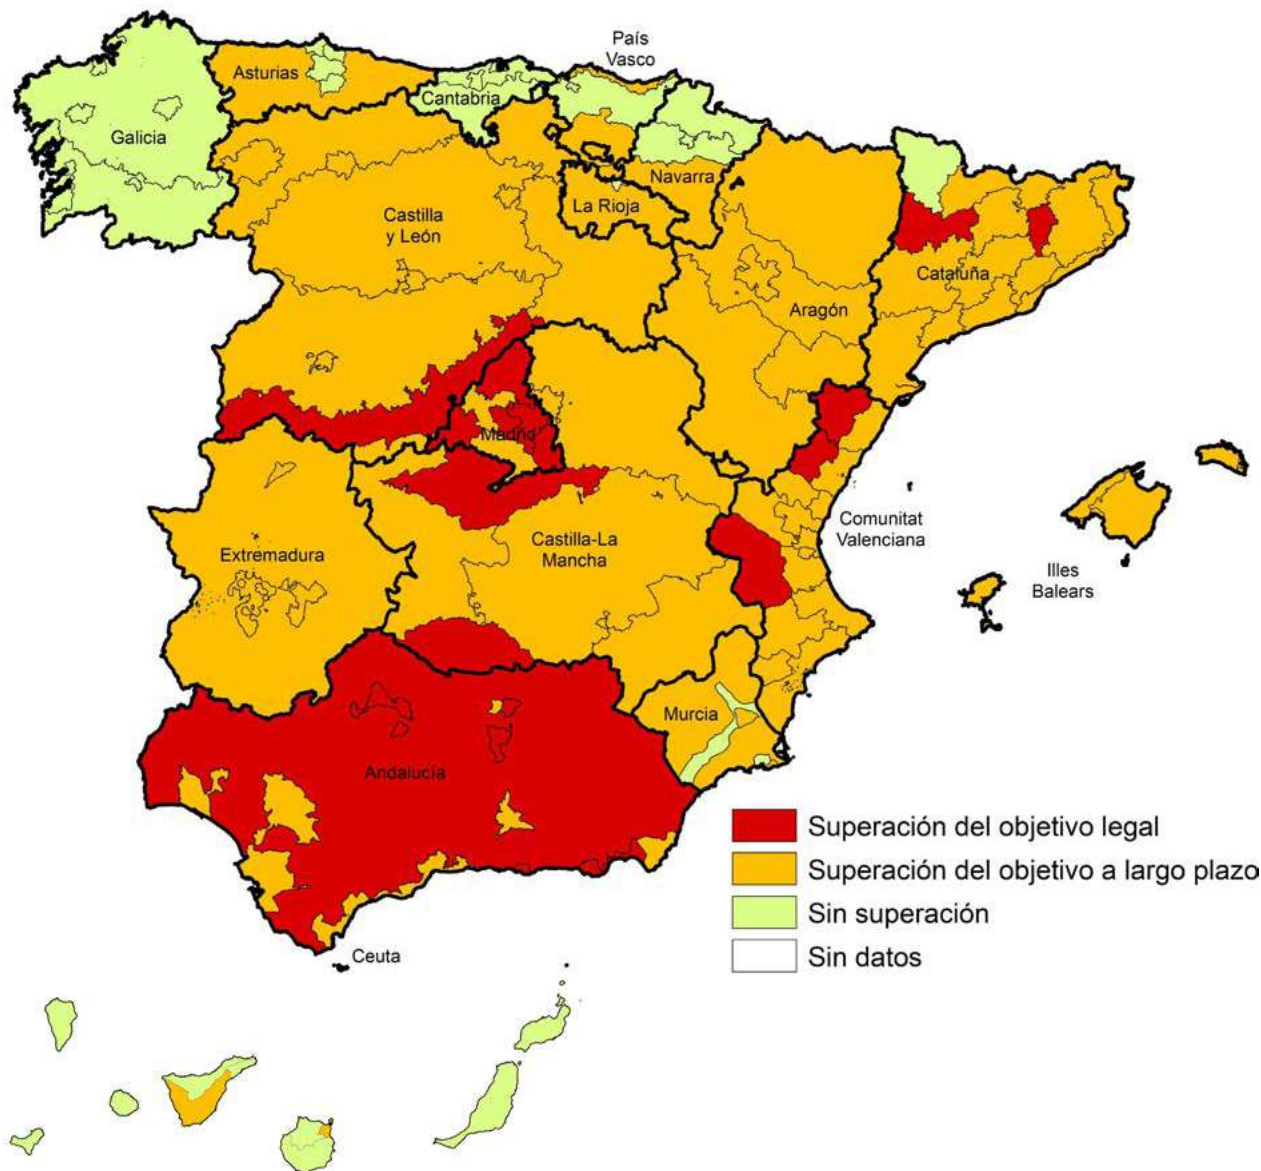 País
Vasco
Asturias
Cantabria
Galicia
Navarra
La Rioja
Castilla
y León
Cataluña
Aragón
Madrid
Comunitat
Valenciana
Castilla-La
Mancha
Extremadura
Illes
Balears
Murcia
Andalucía
Superación del objetivo legal
Superación del objetivo a largo plazo
Sin superación
Sin datos
Ceuta